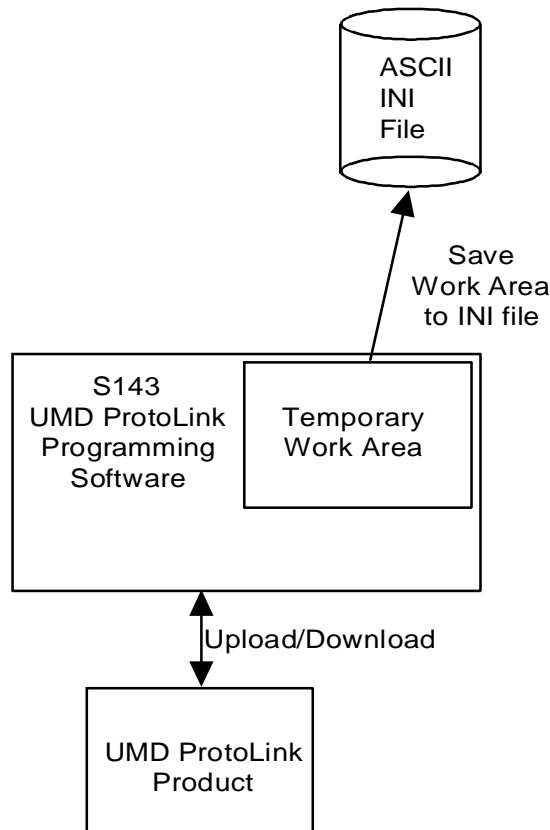 ASCII
INI
File
Save
Work Area
to INI file
S143
UMD ProtoLink
Programming
Software
Temporary
Work Area
Upload/Download
UMD ProtoLink
Product